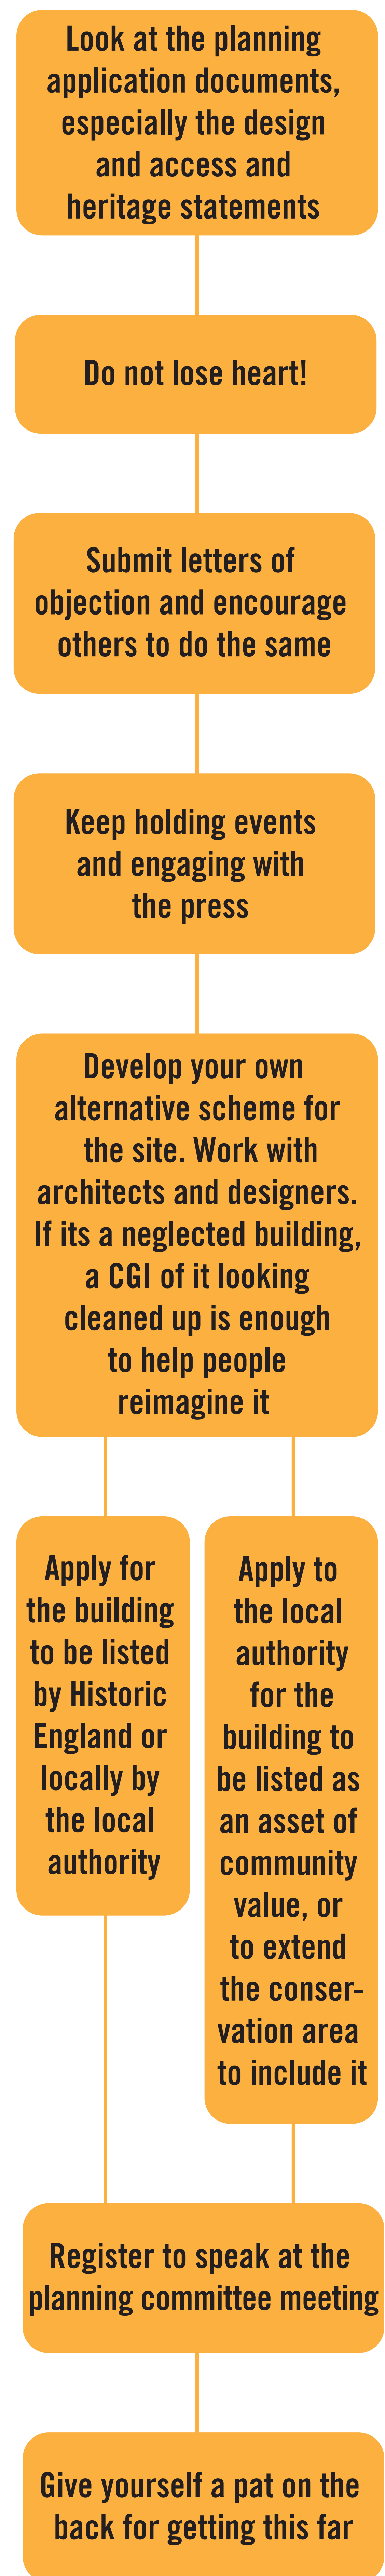 Look at the planning
application documents,
especially the design
and access and
heritage statements
Do not lose heart!
Submit letters of
objection and encourage
others to do the same
Keep holding events
and engaging with
the press
Develop your own
alternative scheme for
the site. Work with
architects and designers.
If its a neglected building,
a CGI of it looking
cleaned up is enough
to help people
reimagine it
Apply for
the building
to be listed
by Historic
England or
locally by
the local
authority
Apply to
the local
authority
for the
building to
be listed as
an asset of
community
value, or
to extend
the conser-
vation area
to include it
Register to speak at the
planning committee meeting
Give yourself a pat on the
back for getting this far